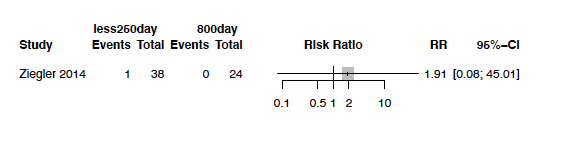 less250day 800day
Study Events Total Events Total Risk Ratio RR 95%-CI
Ziegler 2014 1 38 0 24 1.91 [0.08; 45.01]
0.1 0.5 1 2 10